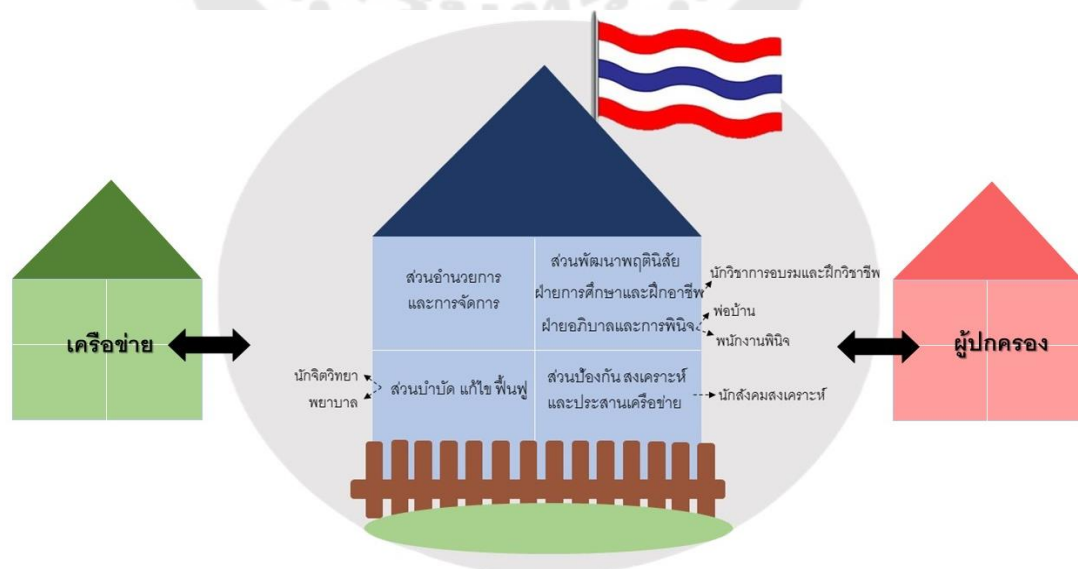 ส่วนอำนวยการ
และการจัดการ
ส่วนพัฒนาพฤตินิสัย
ฝ่ายการศึกษาและฝึกอาชีพ
ฝ่ายอภิบาลและการพินิจ
นักวิชาการอบรมและฝึกวิชาชีพ
พ่อบ้าน
พนักงานพินิจ
เครือข่าย
ผู้ปกครอง
นักจิตวิทยา
พยาบาล
ส่วนบำบัด แก้ไข ฟื้นฟู
ส่วนป้องกัน สงเคราะห์
และประสานเครือข่าย
นักสังคมสงเคราะห์